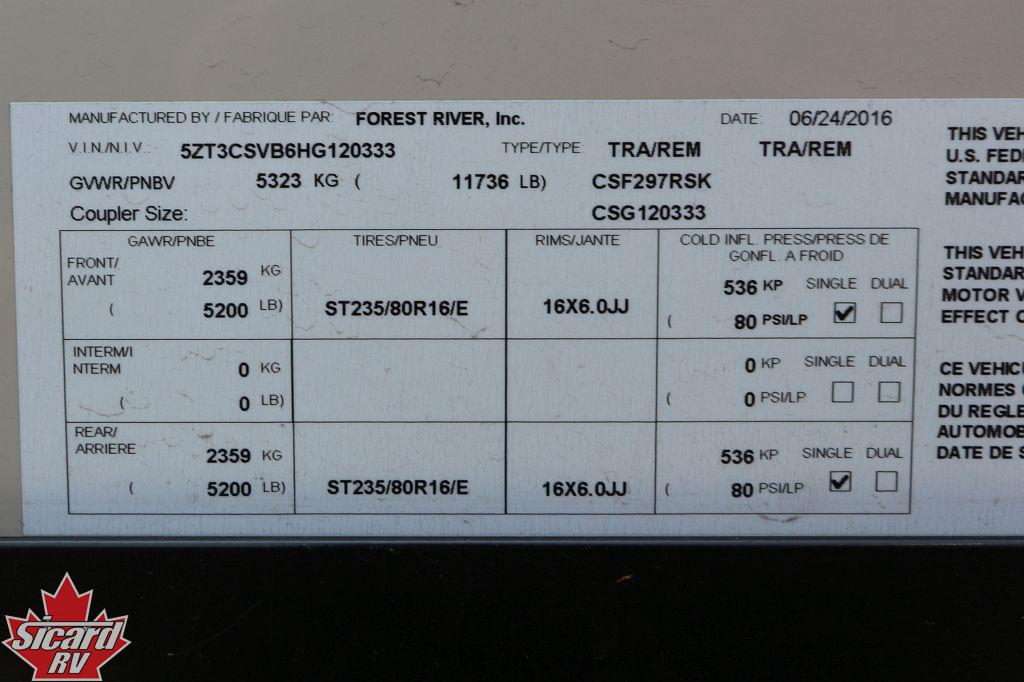 MANUFACTURED BY / FABRIQUE PAR: FOREST RIVER, Inc. DATE: 06/24/2016
V.I.N./N.I.V.: 5ZT3CSVB6HG120333 TYPE/TYPE: TRA/REM TRA/REM
GVWR/PNBV 5323 KG ( 11736 LB) CSF297RSK
Coupler Size: CSG120333
GAWR/PNBE TIRES/PNEU RIMS/JANTE COLD INFL. PRESS/PRESS DE
GONFL. A FROID
FRONT/
AVANT 2359 KG 536 KP SINGLE DUAL
( 5200 LB) ST235/80R16/E 16X6.0JJ ( 80 PSI/LP
INTERM/I
NTERM 0 KG 0 KP SINGLE DUAL
( 0 LB) ( 0 PSI/LP
REAR/
ARRIERE 2359 KG 536 KP SINGLE DUAL
( 5200 LB) ST235/80R16/E 16X6.0JJ ( 80 PSI/LP
THIS VEH
U.S. FEDE
STANDAR
MANUFAC
THIS VEH
STANDAR
MOTOR V
EFFECT O
CE VEHICU
NORMES
DU REGLE
AUTOMOB
DATE DE S
Sicard
RV